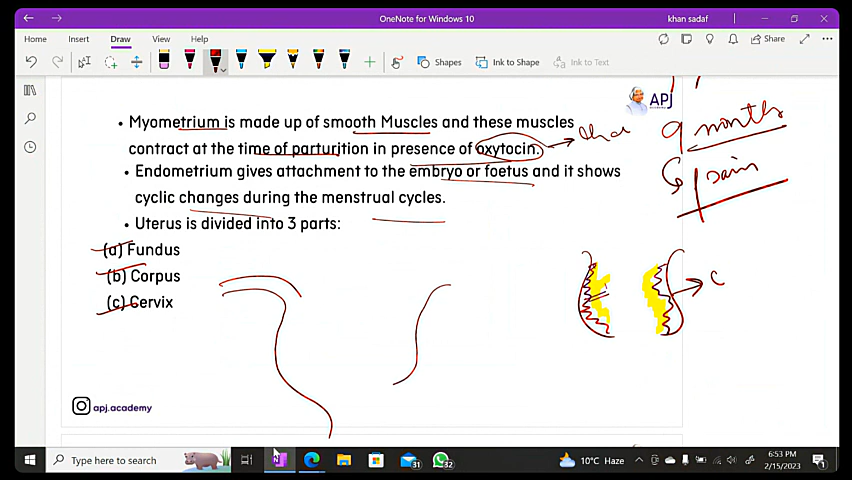 OneNote for Windows 10
khan sadaf
Home Insert Draw View Help
Share
Shapes Ink to Shape Ink to Text
APJ
• Myometrium is made up of smooth Muscles and these muscles
contract at the time of parturition in presence of oxytocin.
9 months
pain
• Endometrium gives attachment to the embryo or foetus and it shows
cyclic changes during the menstrual cycles.
• Uterus is divided into 3 parts:
(a) Fundus
(b) Corpus
(c) Cervix
C
apj.academy
Type here to search
31
32
10°C Haze
6:53 PM
2/15/2023
1